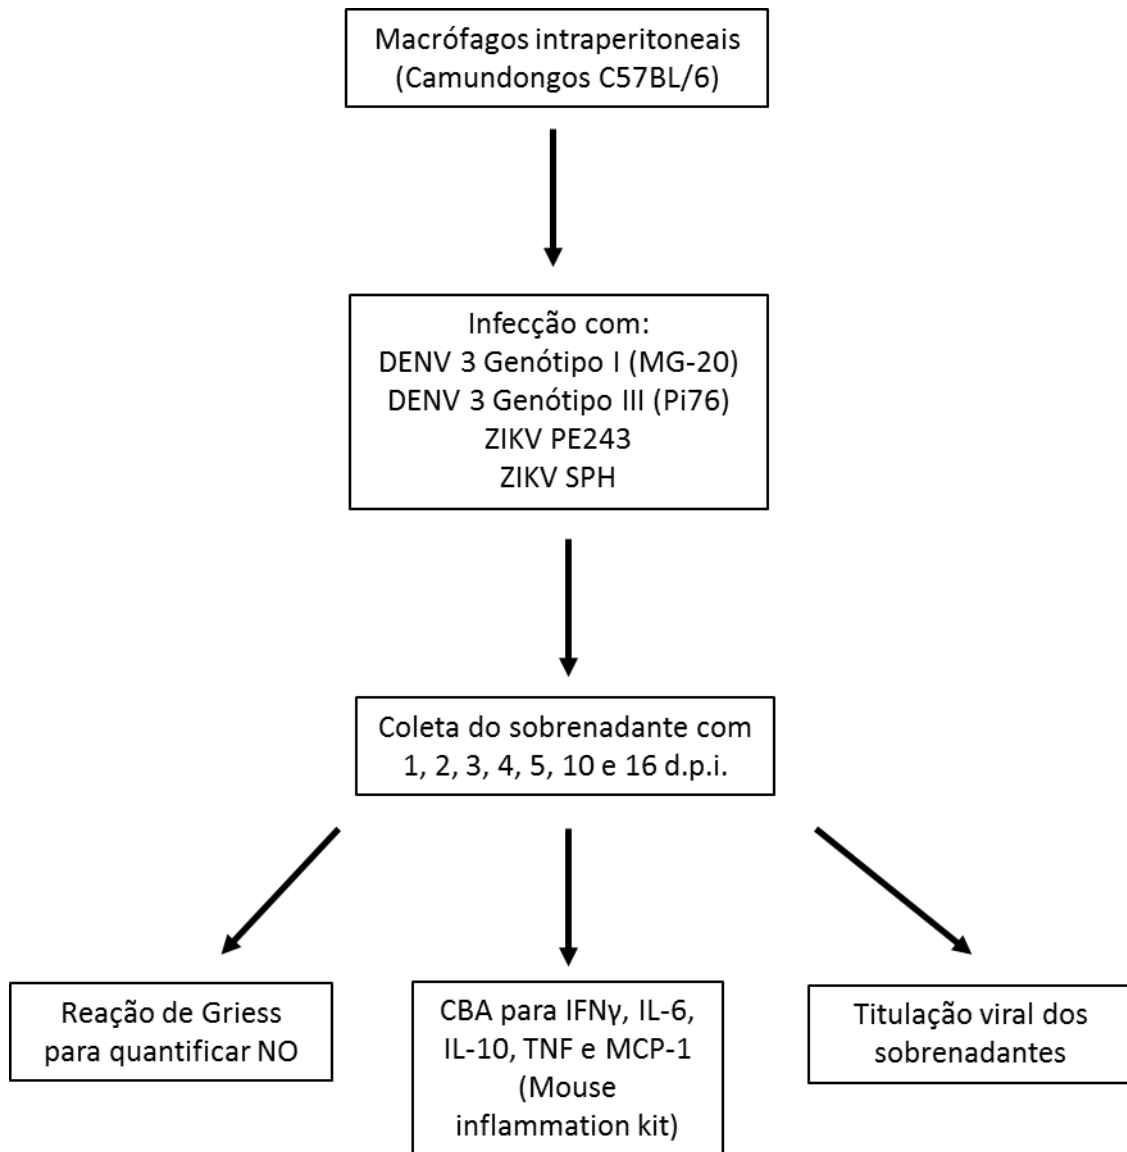 Macrófagos intraperitoneais
(Camundongos C57BL/6)
Infecção com:
DENV 3 Genótipo I (MG-20)
DENV 3 Genótipo III (Pi76)
ZIKV PE243
ZIKV SPH
Coleta do sobrenadante com
1, 2, 3, 4, 5, 10 e 16 d.p.i.
Reação de Griess
para quantificar NO
CBA para IFNγ, IL-6,
IL-10, TNF e MCP-1
(Mouse
inflammation kit)
Titulação viral dos
sobrenadantes